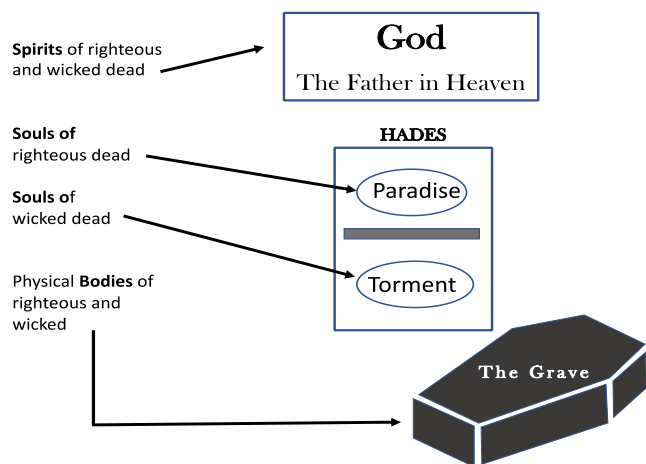 Spirits of righteous
and wicked dead
God
The Father in Heaven
Souls of
righteous dead
HADES
Paradise
Souls of
wicked dead
Torment
Physical Bodies of
righteous and
wicked
The Grave